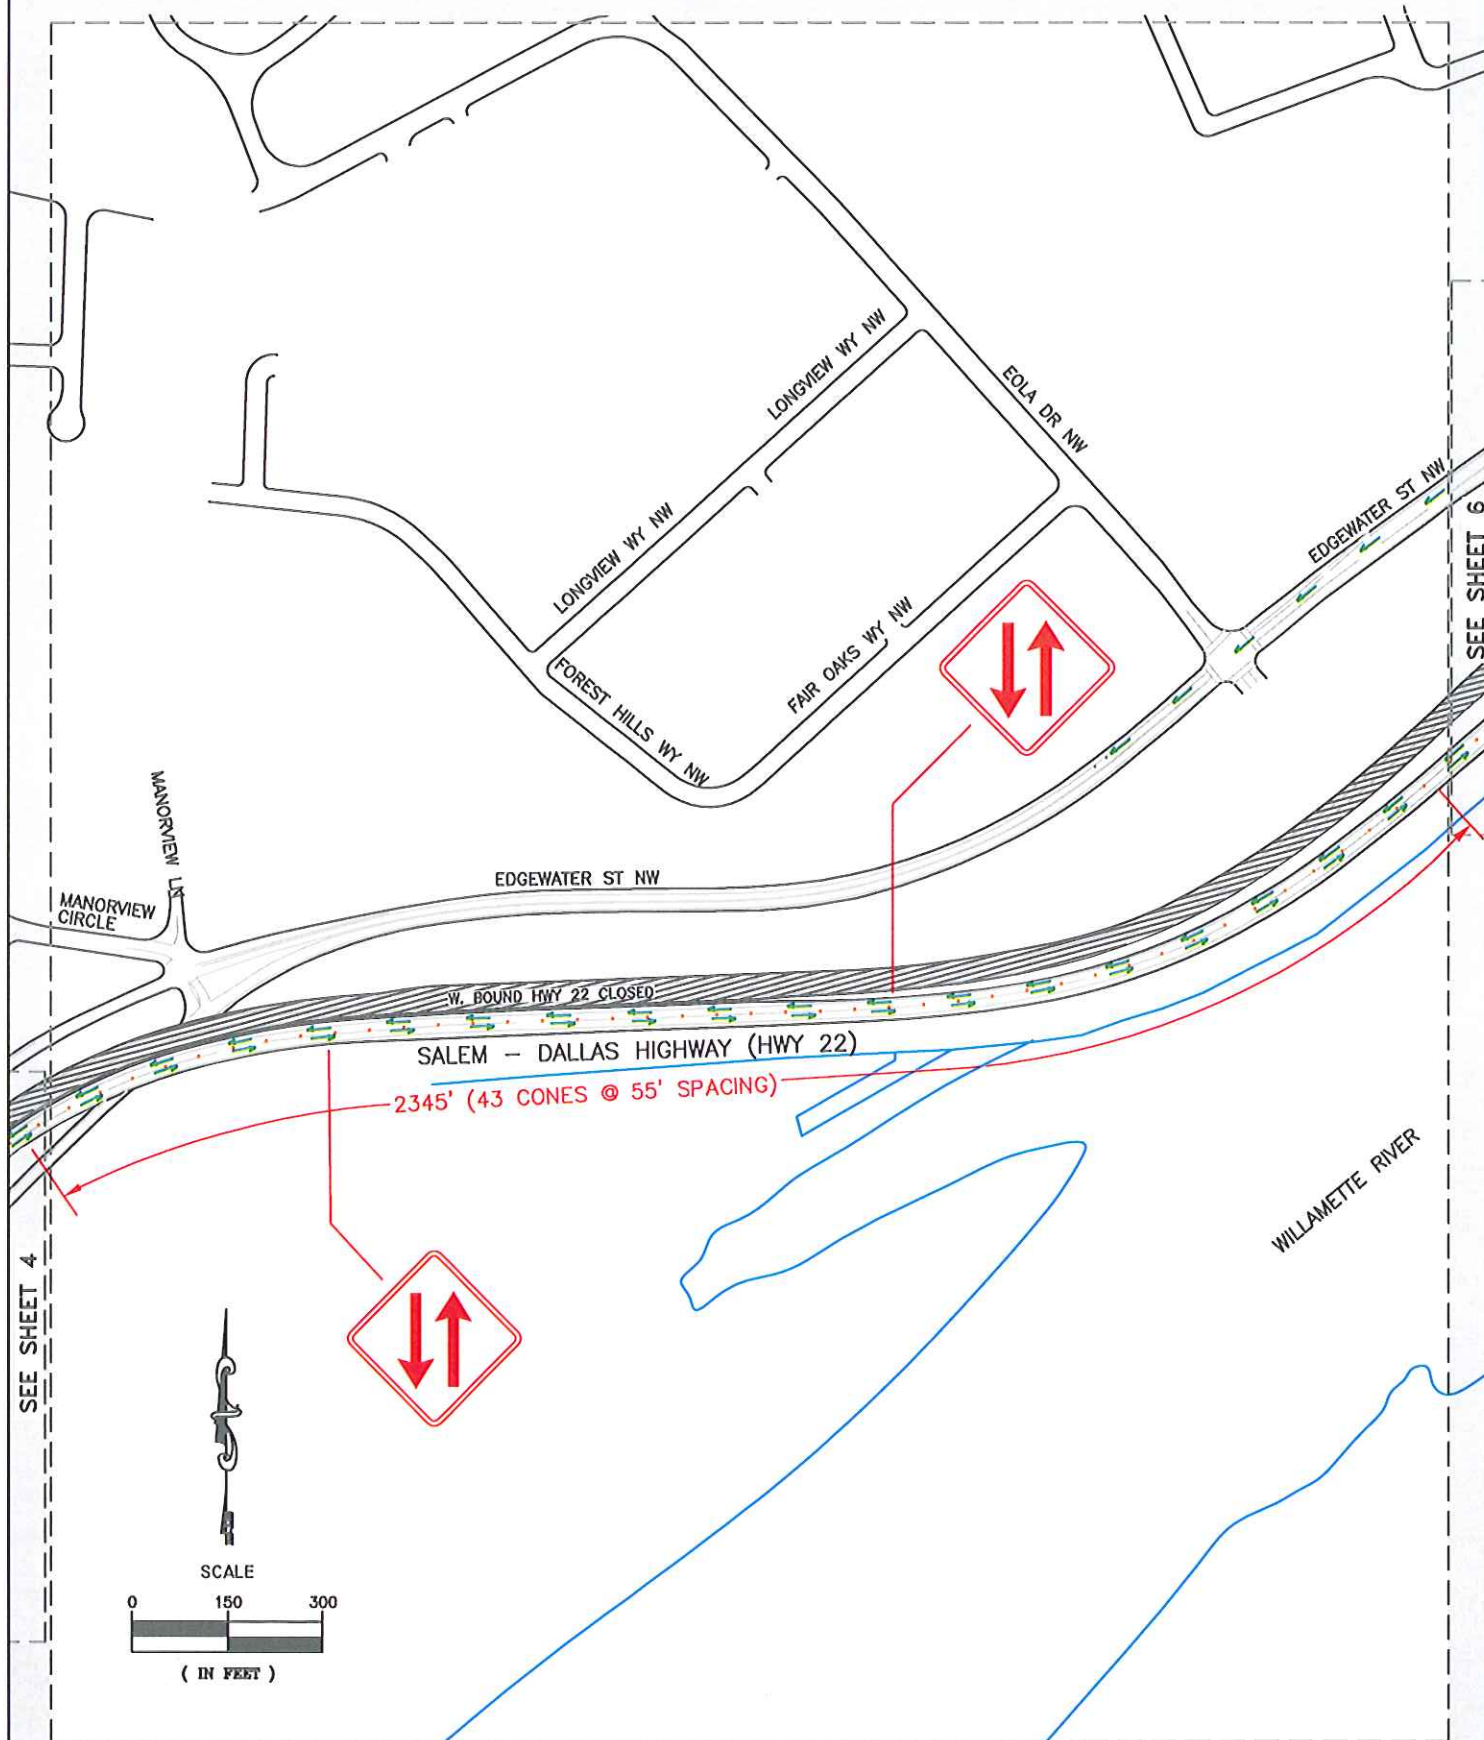 LONGVIEW WY NW
EOLA DR NW
EDGEWATER ST NW
SEE SHEET 6
LONGVIEW WY NW
FAIR OAKS WY NW
FOREST HILLS WY NW
MANORVIEW LN
MANORVIEW
CIRCLE
EDGEWATER ST NW
W. BOUND HWY 22 CLOSED
SALEM - DALLAS HIGHWAY (HWY 22)
2345' (43 CONES @ 55' SPACING)
WILLAMETTE RIVER
SEE SHEET 4
SCALE
0 150 300
( IN FEET )